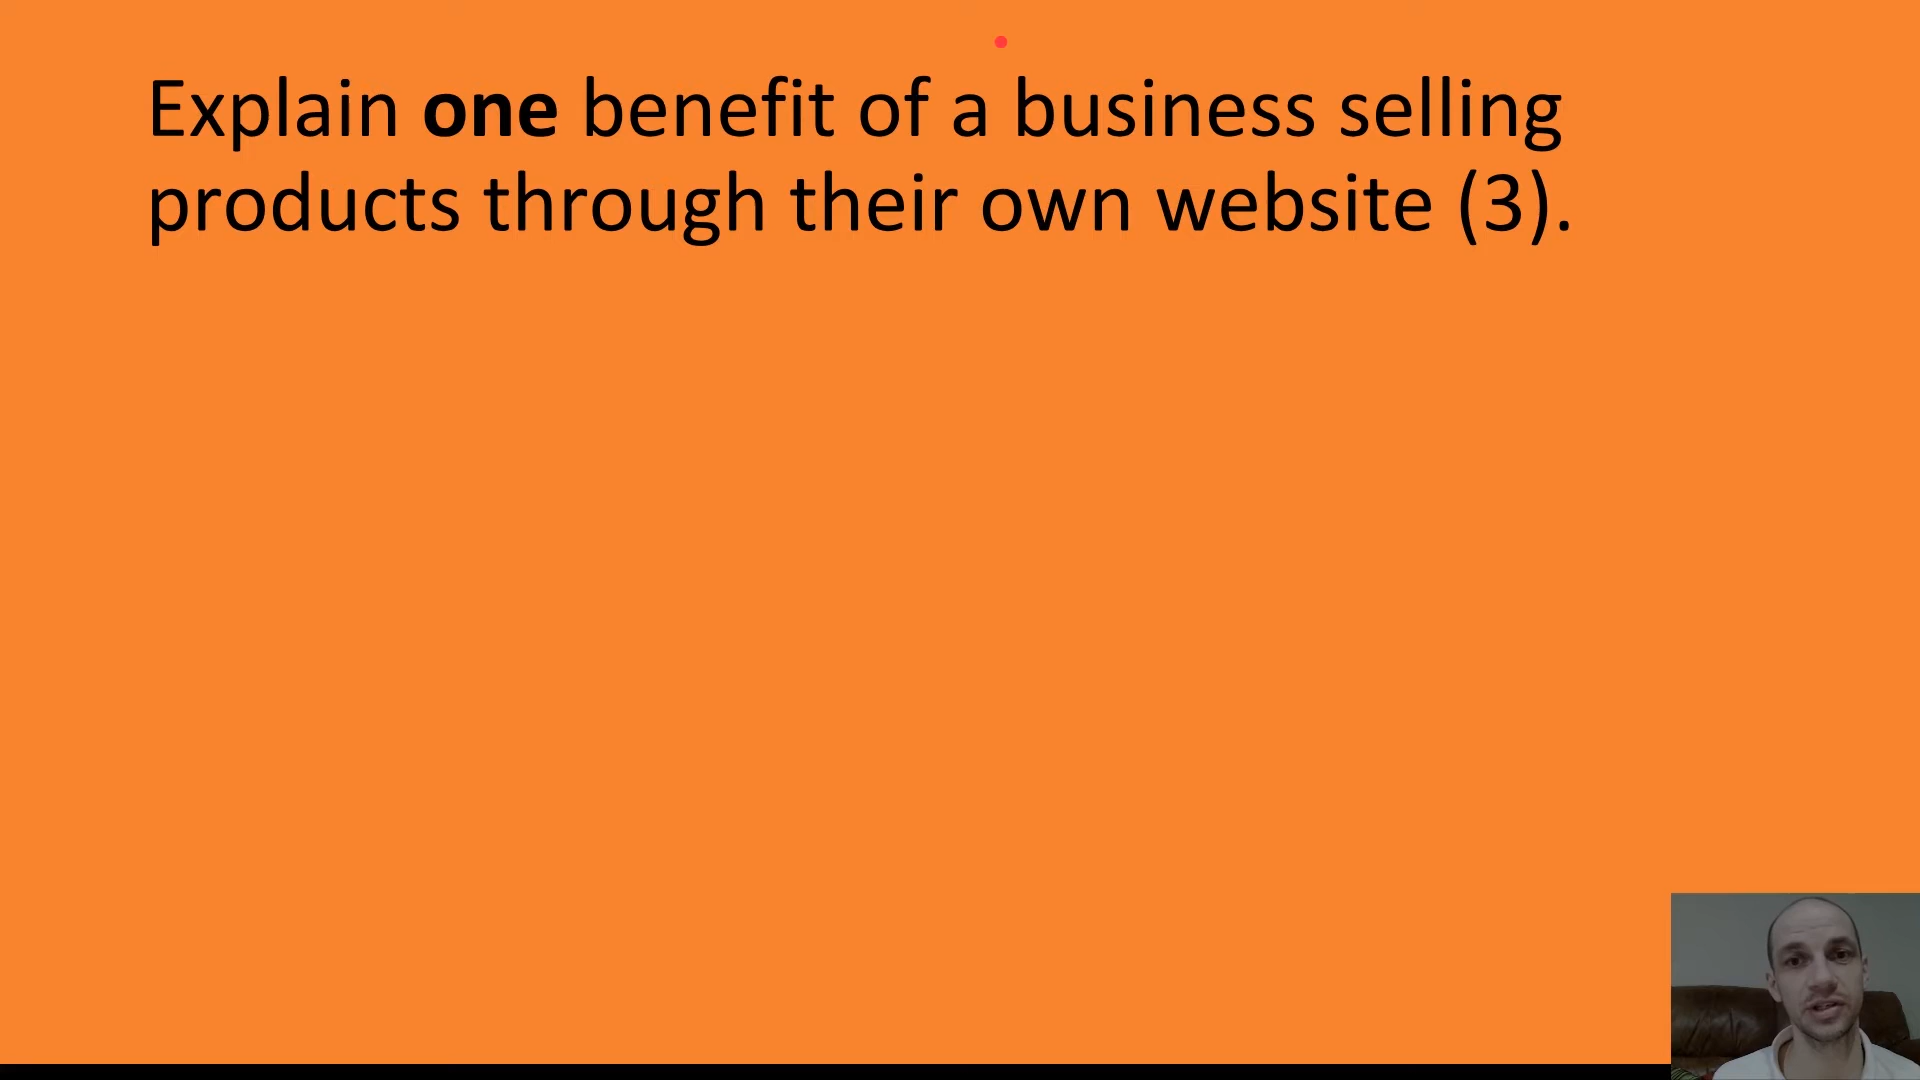 Explain one benefit of a business selling
products through their own website (3).